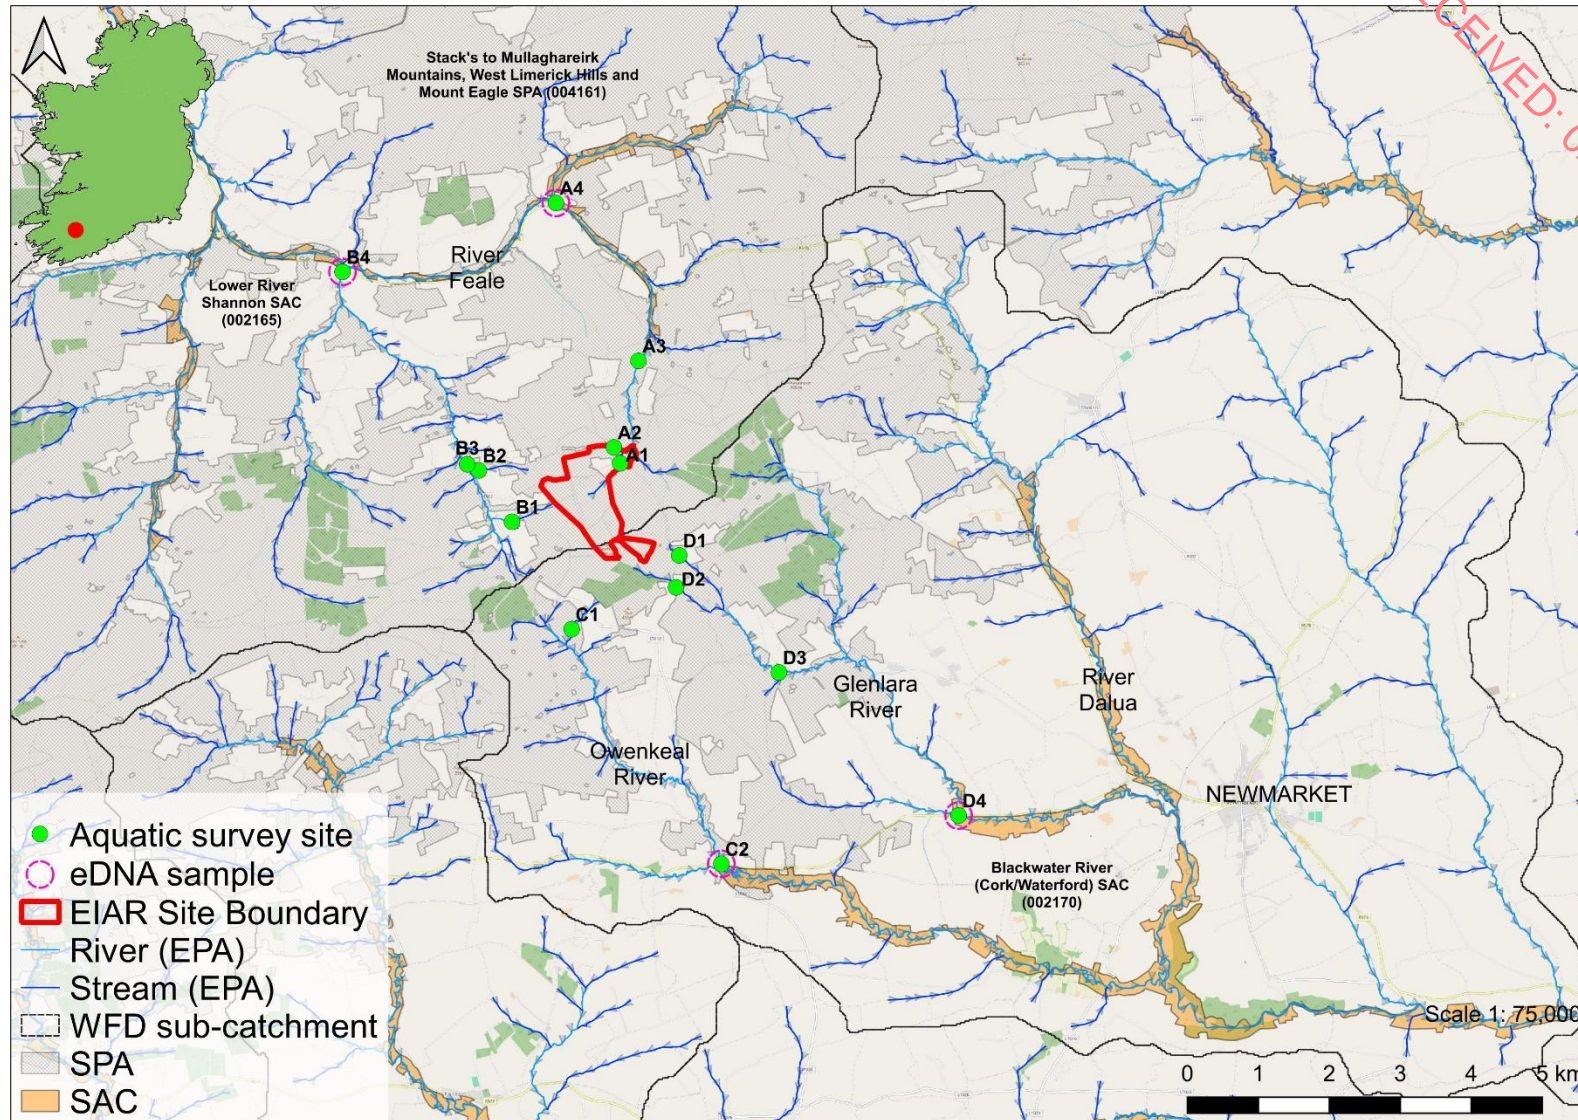 ECEIVED: 0
Stack's to Mullaghareirk
Mountains, West Limerick Hills and
Mount Eagle SPA (004161)
A4
River
Feale
B4
Lower River
Shannon SAC
(002165)
A3
A2
A1
B3
B2
B1
D1
D2
C1
D3
Glenlara
River
River
Dalua
Owenkeal
River
NEWMARKET
D4
C2
Blackwater River
(Cork/Waterford) SAC
(002170)
Aquatic survey site
eDNA sample
EIAR Site Boundary
River (EPA)
Stream (EPA)
WFD sub-catchment
SPA
SAC
Scale 1: 75,000
0 1 2 3 4 5 km